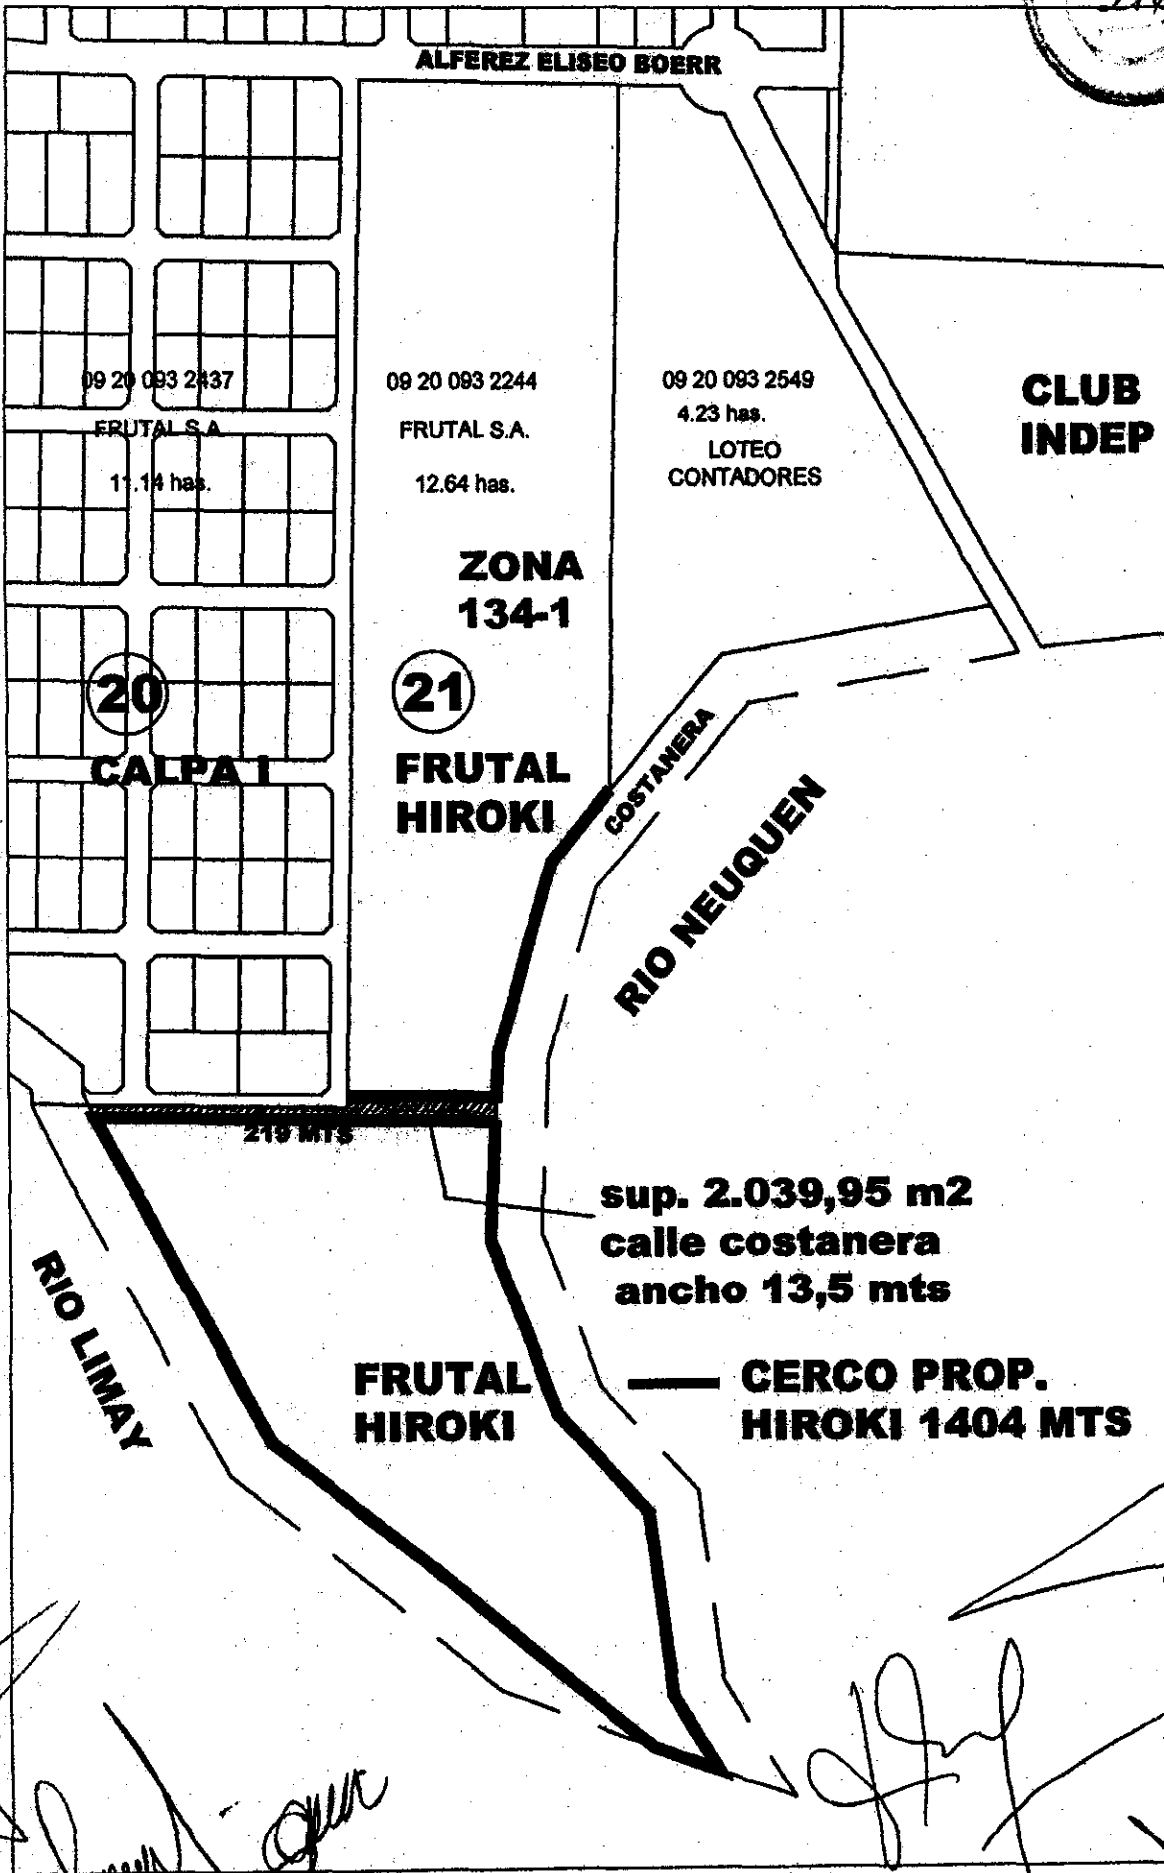 ALFEREZ ELISEO BOERR
09 20 093 2437
FRUTAL S.A.
11.14 has.
09 20 093 2244
FRUTAL S.A.
12.64 has.
09 20 093 2549
4.23 has.
LOTEO
CONTADORES
CLUB
INDEP
ZONA
134-1
20
CALPA I
21
FRUTAL
HIROKI
COSTANERA
RIO NEUQUEN
219 MTS
sup. 2.039,95 m2
calle costanera
ancho 13,5 mts
RIO LIMAY
FRUTAL
HIROKI
CERCO PROP.
HIROKI 1404 MTS